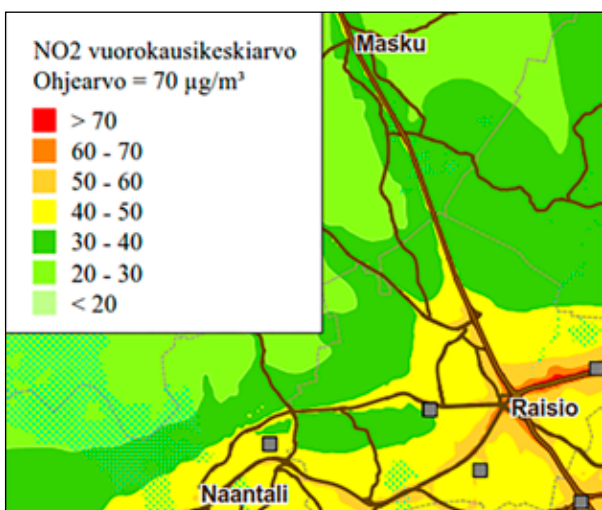 NO2 vuorokausikeskiarvo
Ohjearvo = 70 µg/m³
> 70
60 - 70
50 - 60
40 - 50
30 - 40
20 - 30
< 20
Masku
Raisio
Naantali